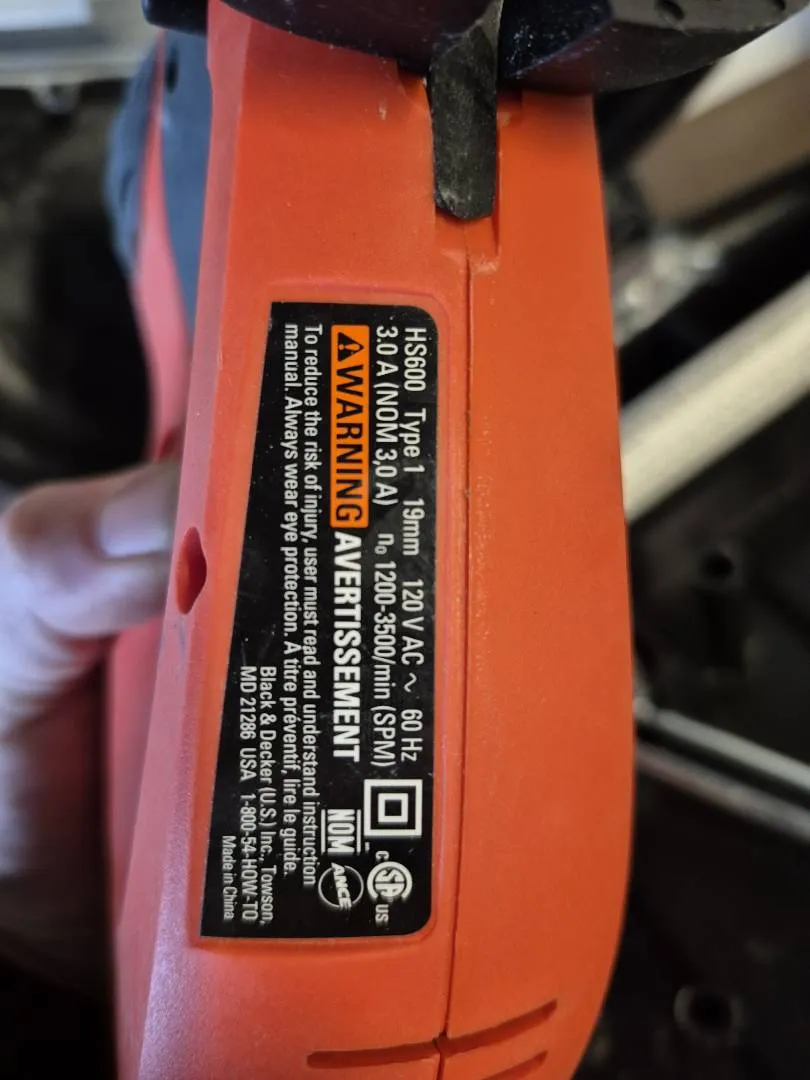 HS600 Type 1 19mm 120 V AC ~ 60 Hz
3.0 A (NOM 3,0 A) n₀ 1200-3500/min (SPM)
WARNING AVERTISSEMENT
To reduce the risk of injury, user must read and understand instruction
manual. Always wear eye protection. À titre préventif, lire le guide.
Black & Decker (U.S.) Inc., Towson,
MD 21286 USA 1-800-54-HOW-TO
Made in China
C SA US
NOM ANCE